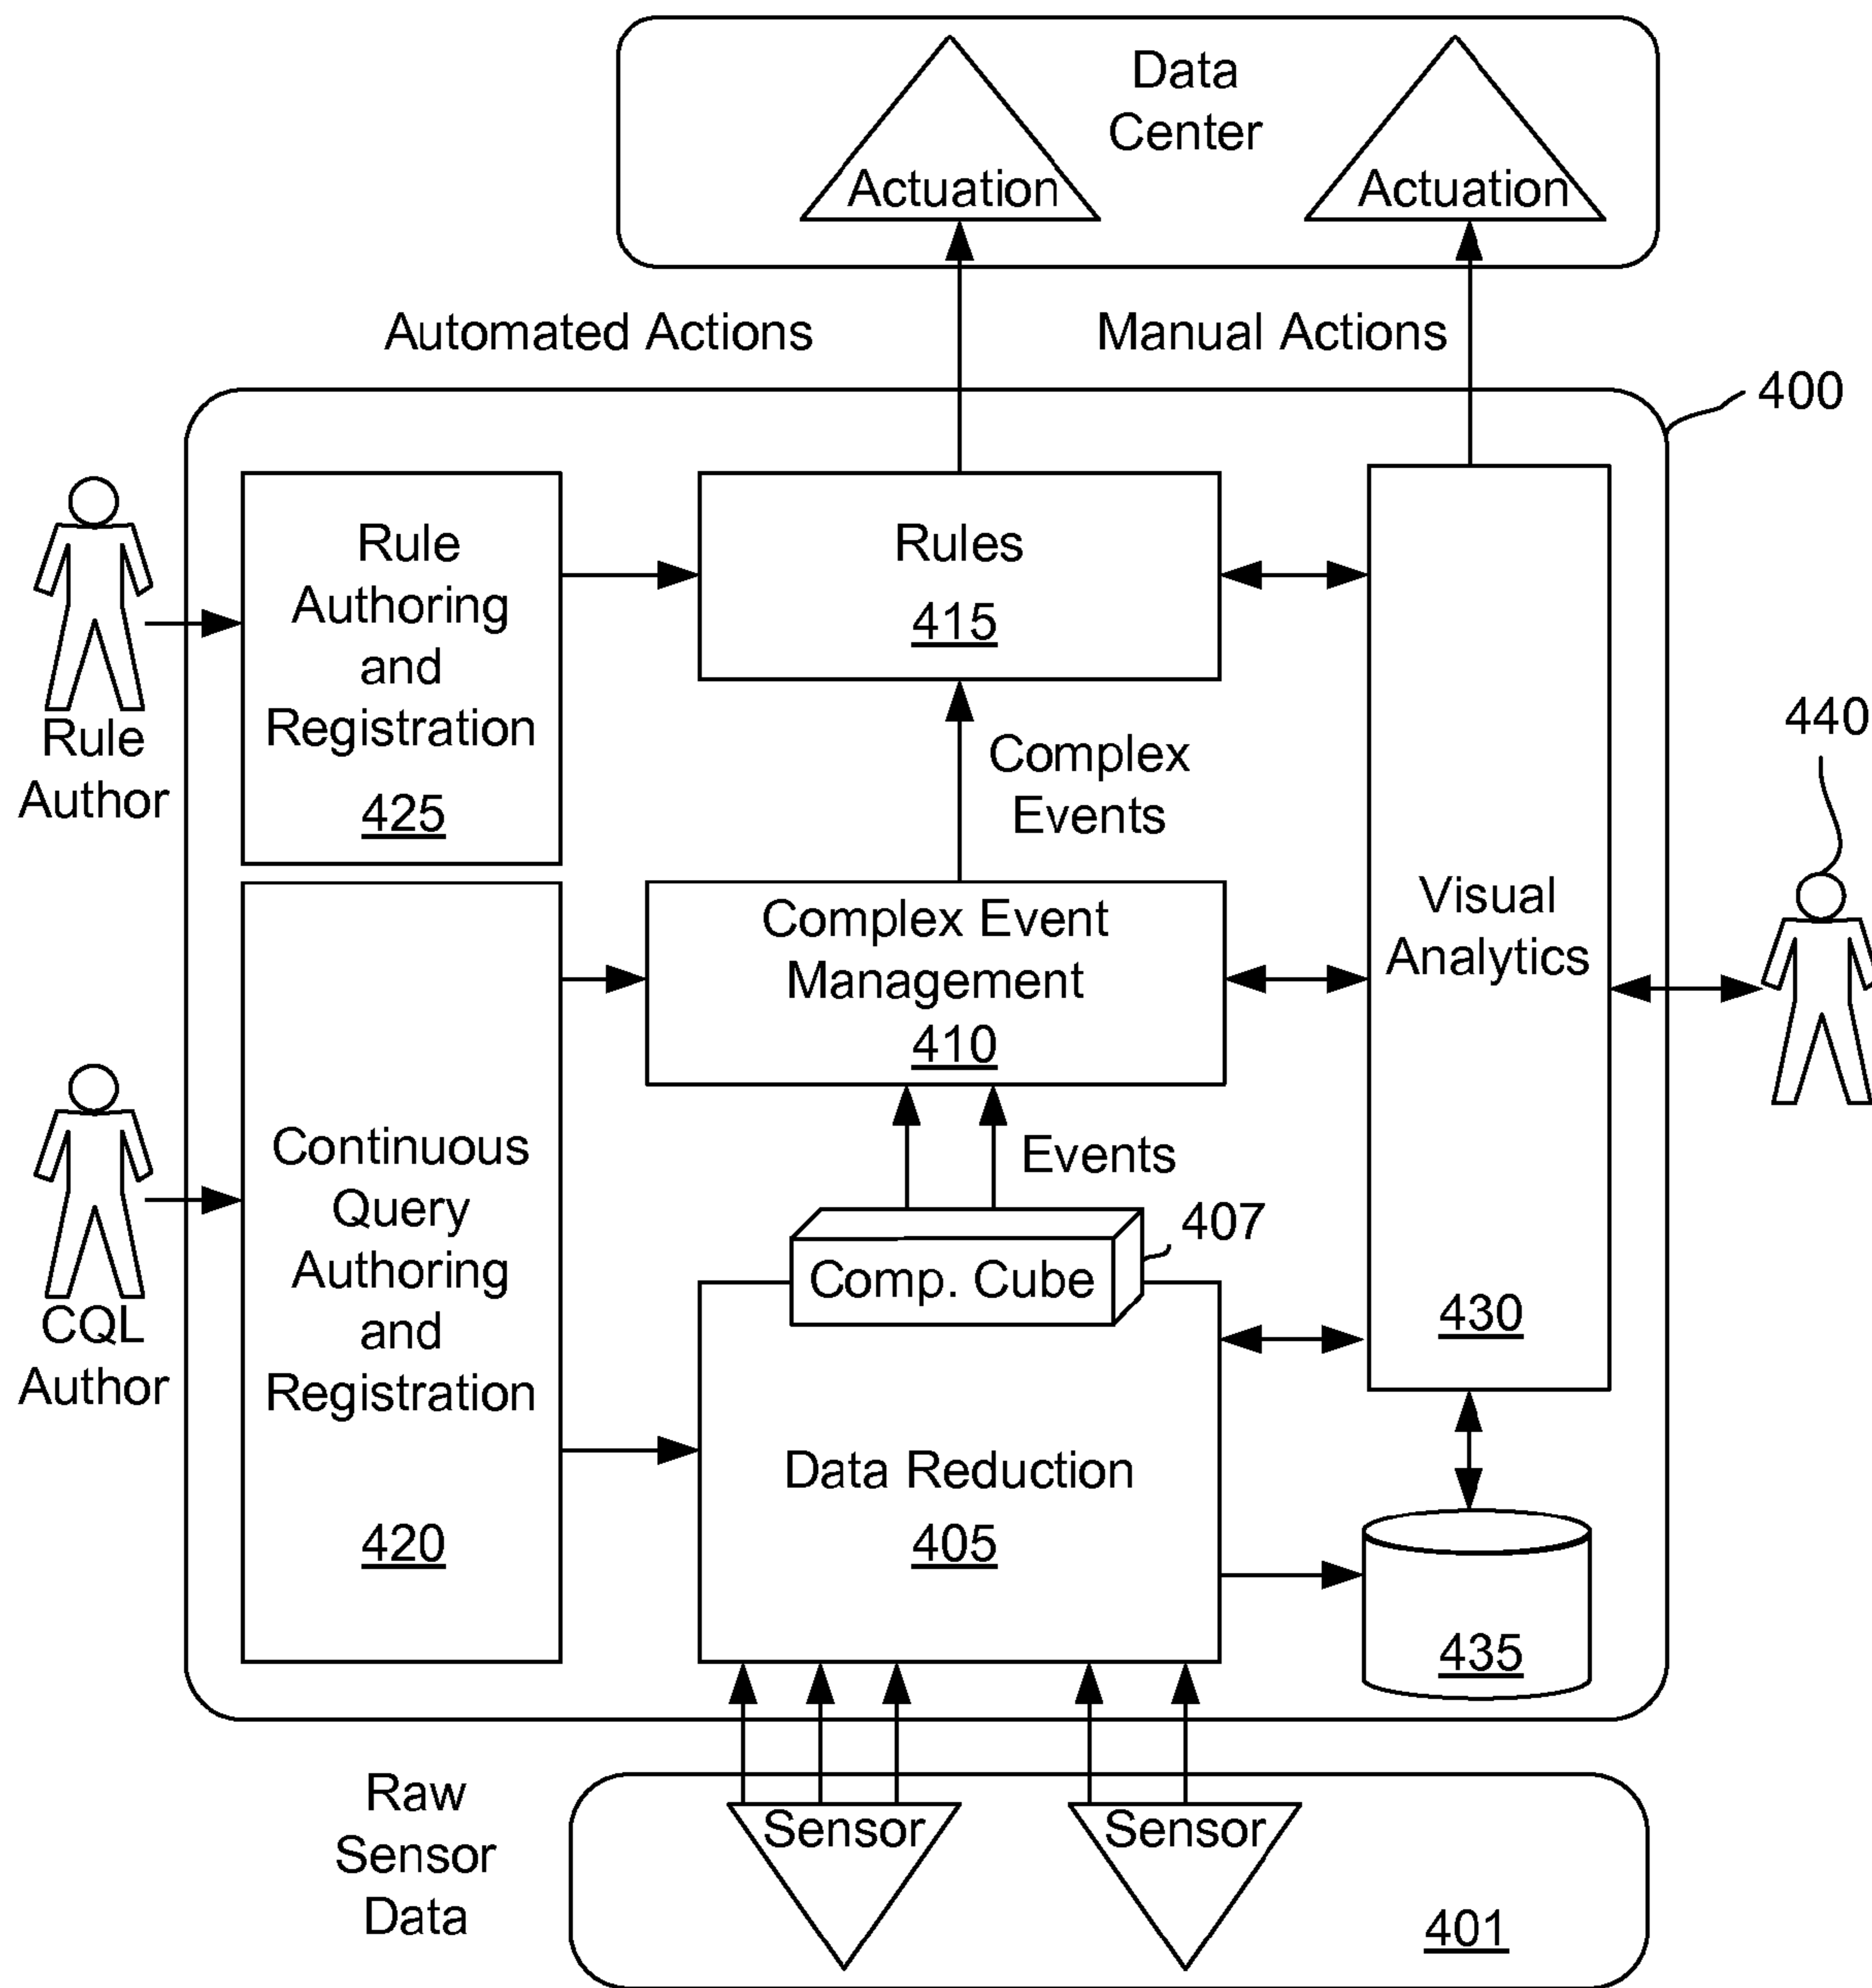 Data
Center
Actuation
Actuation
Automated Actions
Manual Actions
400
Rule
Authoring
and
Registration
425
Rules
415
Rule
Author
440
Complex
Events
Complex Event
Management
410
Visual
Analytics
430
Continuous
Query
Authoring
and
Registration
420
CQL
Author
Events
407
Comp. Cube
Data Reduction
405
435
Raw
Sensor
Data
Sensor
Sensor
401